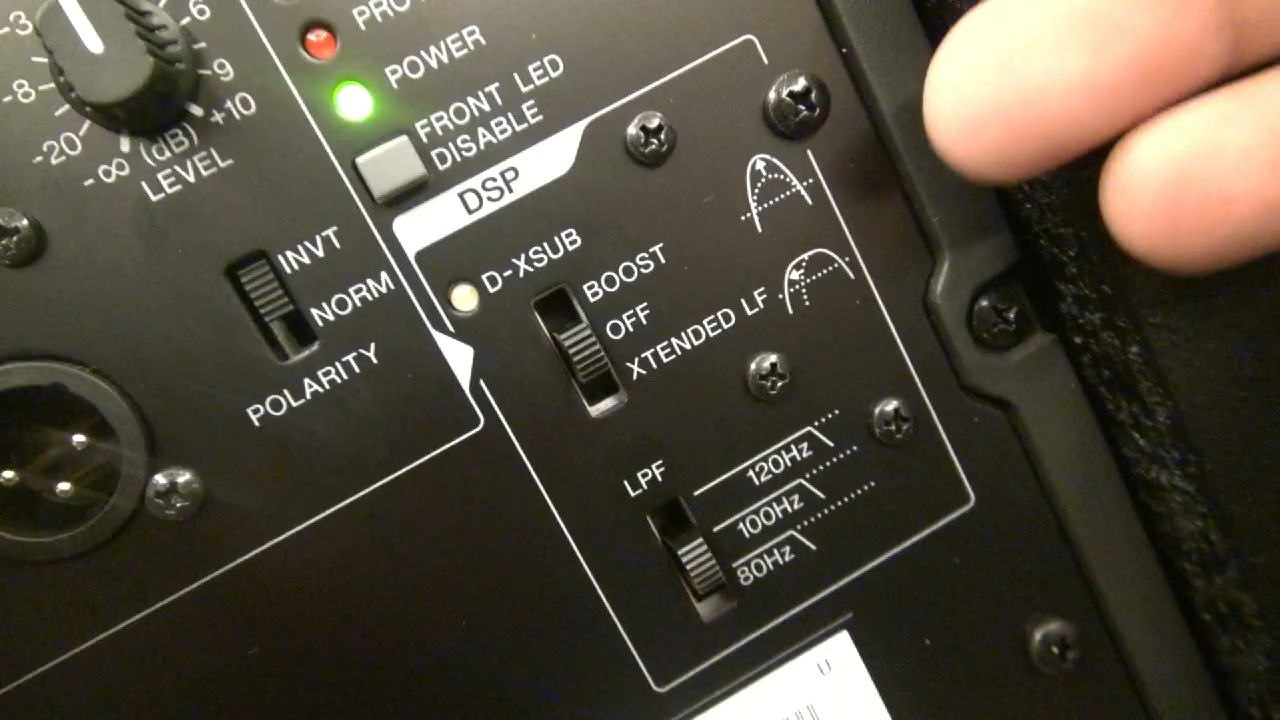 -3
6
-8
9
-20
+10
-∞ (dB)
LEVEL
POWER
FRONT LED
DISABLE
DSP
INVT
NORM
POLARITY
D-XSUB
BOOST
OFF
XTENDED LF
LPF
120Hz
100Hz
80Hz
U